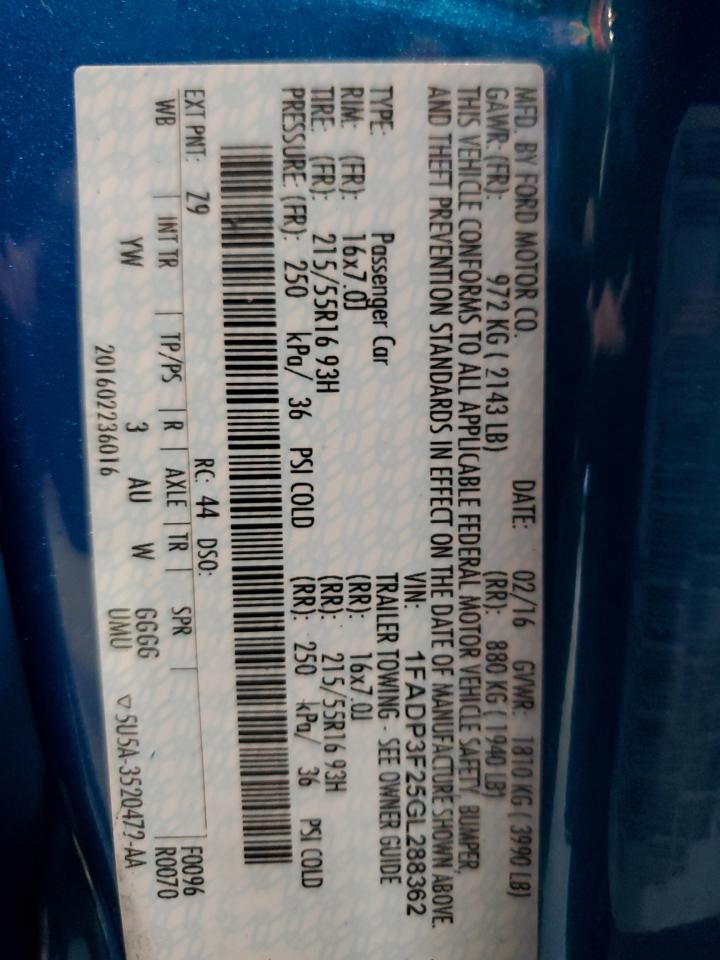 MFD. BY FORD MOTOR CO. DATE: 02/16 GVWR: 1810 KG ( 3990 LB)
GAWR: (FR): 972 KG ( 2143 LB) (RR): 880 KG ( 1940 LB)
THIS VEHICLE CONFORMS TO ALL APPLICABLE FEDERAL MOTOR VEHICLE SAFETY, BUMPER,
AND THEFT PREVENTION STANDARDS IN EFFECT ON THE DATE OF MANUFACTURE SHOWN ABOVE.
VIN: 1FADP3F25GL288362
TYPE: Passenger Car TRAILER TOWING - SEE OWNER GUIDE
RIM: (FR): 16x7.0J (RR): 16x7.0J
TIRE: (FR): 215/55R16 93H (RR): 215/55R16 93H
PRESSURE: (FR): 250 kPa/ 36 PSI COLD (RR): 250 kPa/ 36 PSI COLD
EXT PNT: Z9 RC: 44 DSO: F0096
WB INT TR TP/PS R AXLE TR SPR R0070
YW 3 AU W GGGG
UMU
201602236016 5U5A-3520472-AA